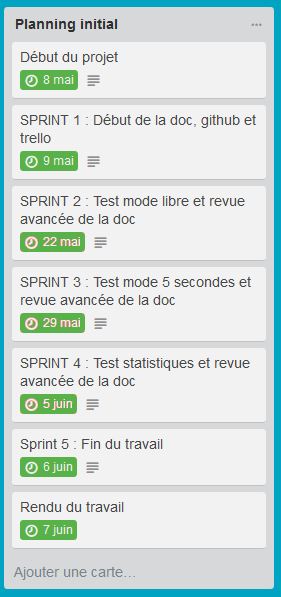 Planning initial
Début du projet
8 mai
SPRINT 1 : Début de la doc, github et
trello
9 mai
SPRINT 2 : Test mode libre et revue
avancée de la doc
22 mai
SPRINT 3 : Test mode 5 secondes et
revue avancée de la doc
29 mai
SPRINT 4 : Test statistiques et revue
avancée de la doc
5 juin
Sprint 5 : Fin du travail
6 juin
Rendu du travail
7 juin
Ajouter une carte…